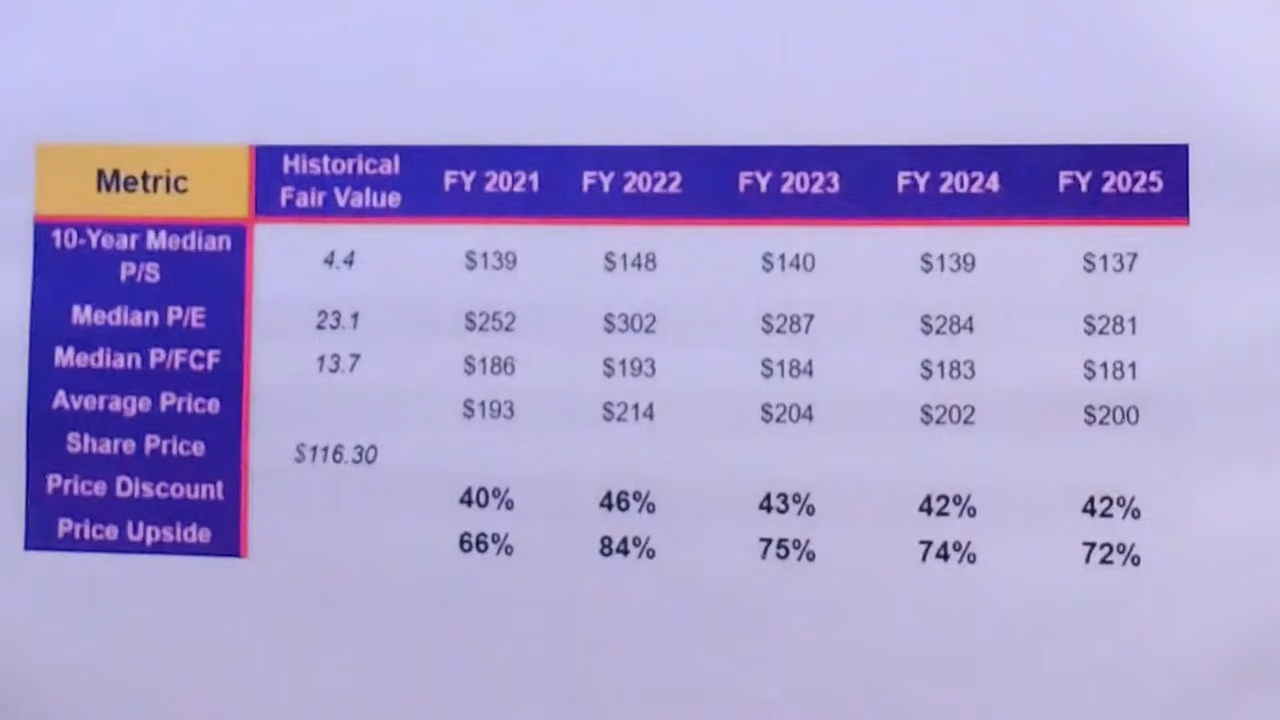 Metric Historical Fair Value FY 2021 FY 2022 FY 2023 FY 2024 FY 2025
10-Year Median P/S 4.4 $139 $148 $140 $139 $137
Median P/E 23.1 $252 $302 $287 $284 $281
Median P/FCF 13.7 $186 $193 $184 $183 $181
Average Price $193 $214 $204 $202 $200
Share Price $116.30
Price Discount 40% 46% 43% 42% 42%
Price Upside 66% 84% 75% 74% 72%